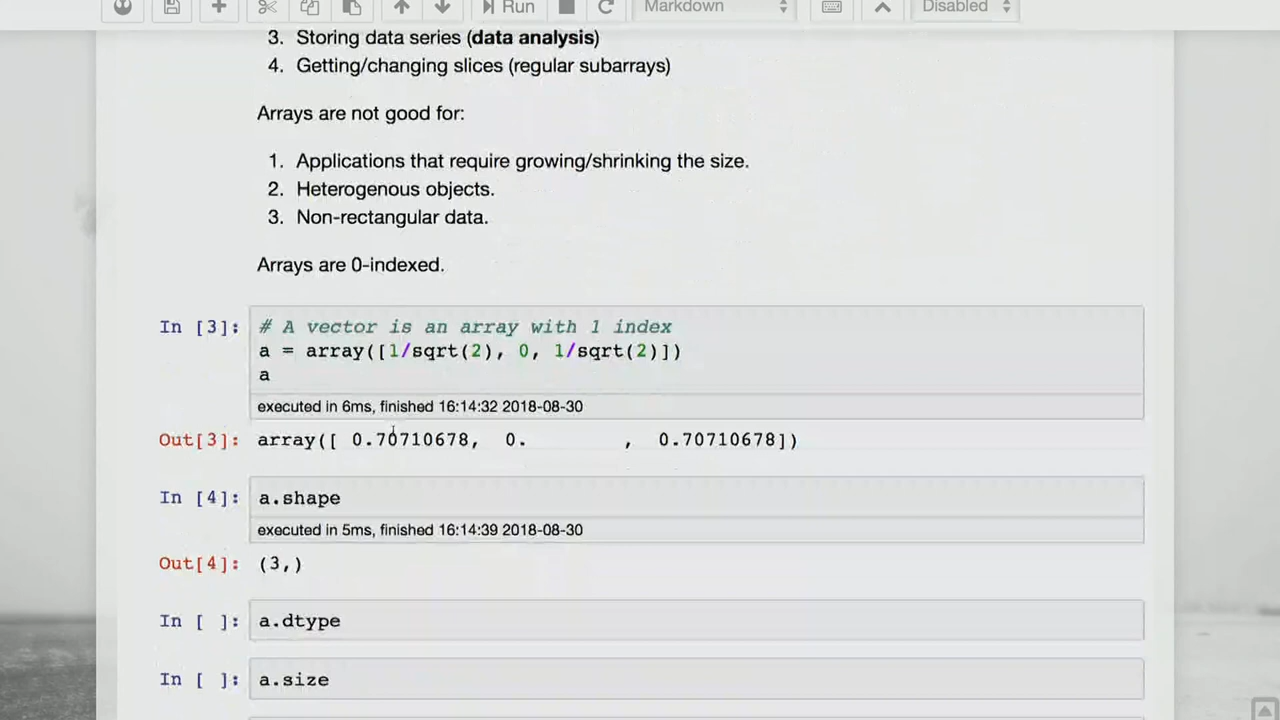 Run Markdown Disabled
3. Storing data series (data analysis)
4. Getting/changing slices (regular subarrays)
Arrays are not good for:
1. Applications that require growing/shrinking the size.
2. Heterogenous objects.
3. Non-rectangular data.
Arrays are 0-indexed.
In [3]: # A vector is an array with 1 index
a = array([1/sqrt(2), 0, 1/sqrt(2)])
a
executed in 6ms, finished 16:14:32 2018-08-30
Out[3]: array([ 0.70710678, 0. , 0.70710678])
In [4]: a.shape
executed in 5ms, finished 16:14:39 2018-08-30
Out[4]: (3,)
In [ ]: a.dtype
In [ ]: a.size